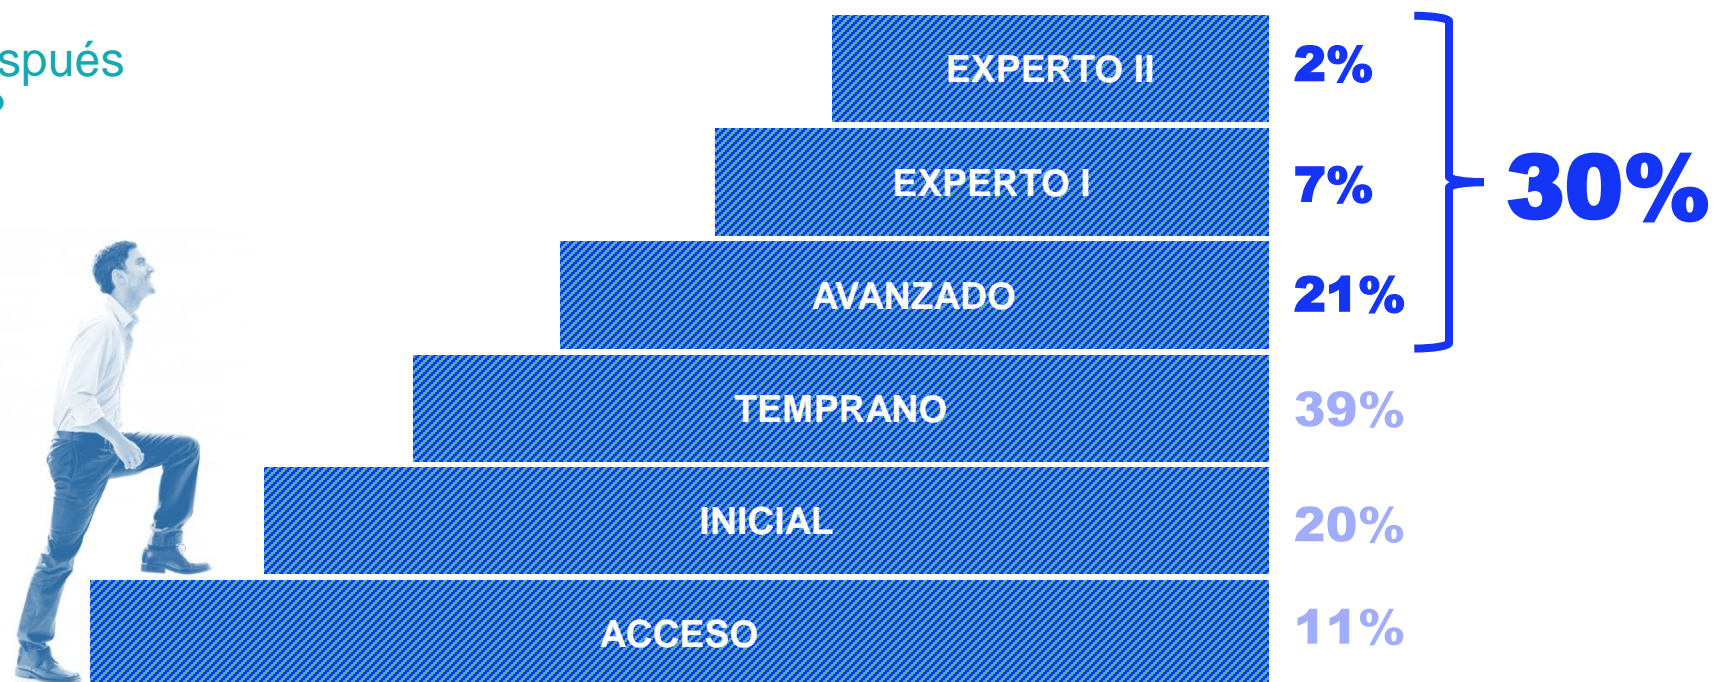 spués
?
EXPERTO II
2%
EXPERTO I
7%
30%
AVANZADO
21%
TEMPRANO
39%
INICIAL
20%
ACCESO
11%